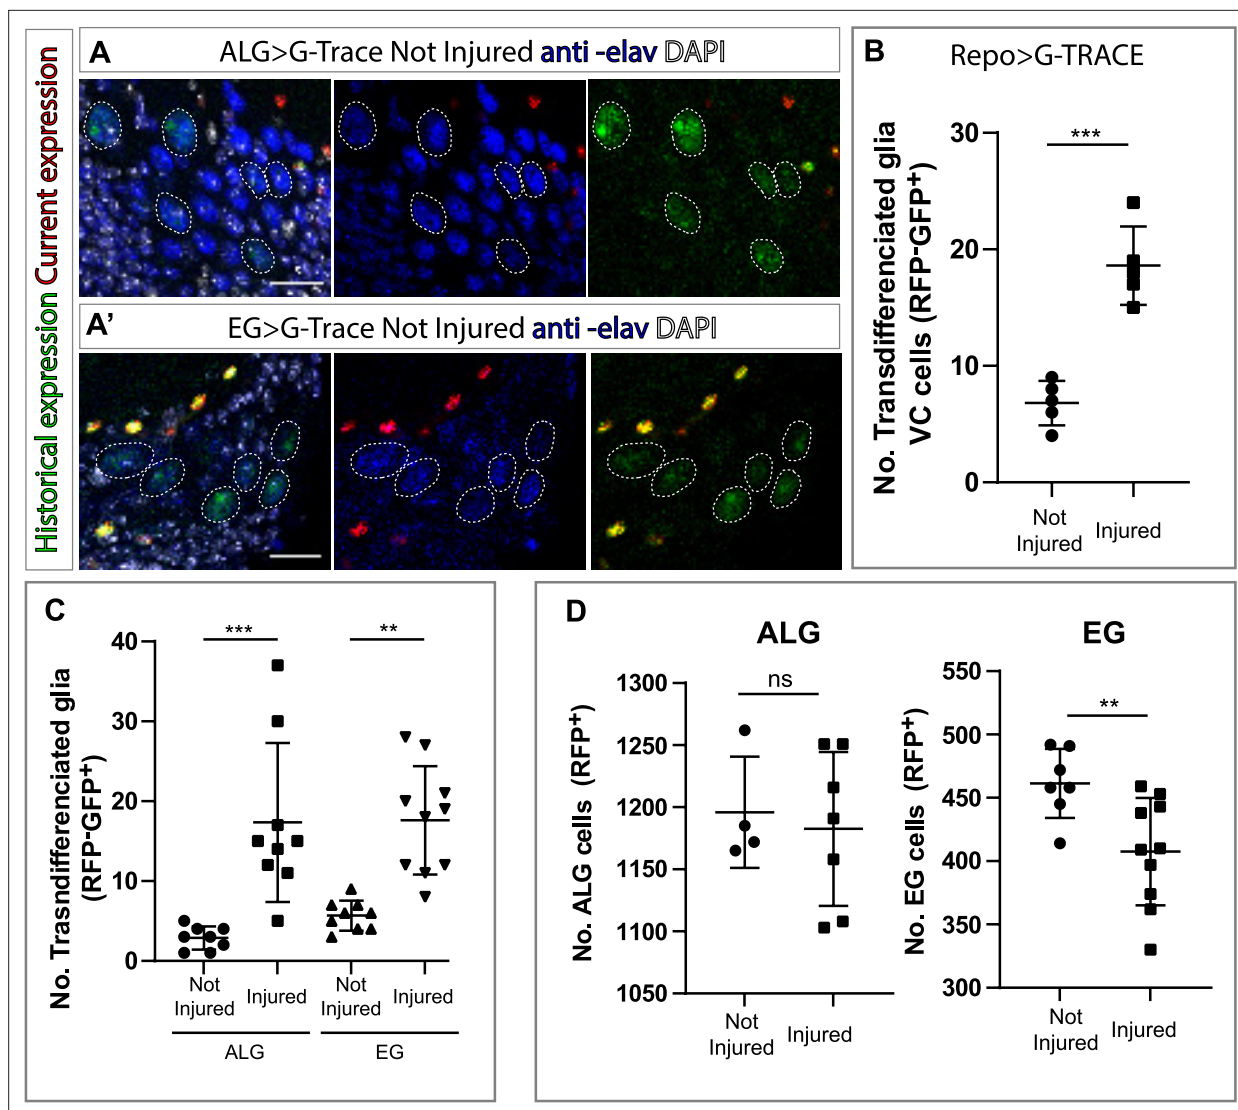 Historical expression Current expression
A
ALG>G-Trace Not Injured anti -elav DAPI
A'
EG>G-Trace Not Injured anti -elav DAPI
B
Repo>G-TRACE
No. Transdifferenciated glia
VC cells (RFP-GFP+)
30
20
10
0
***
Not
Injured
Injured
C
No. Trasndifferenciated glia
(RFP-GFP+)
40
30
20
10
0
***
**
Not
Injured
Injured
Not
Injured
Injured
ALG
EG
D
ALG
No. ALG cells (RFP+)
1300
1250
1200
1150
1100
1050
ns
Not
Injured
Injured
EG
No. EG cells (RFP+)
550
500
450
400
350
300
**
Not
Injured
Injured